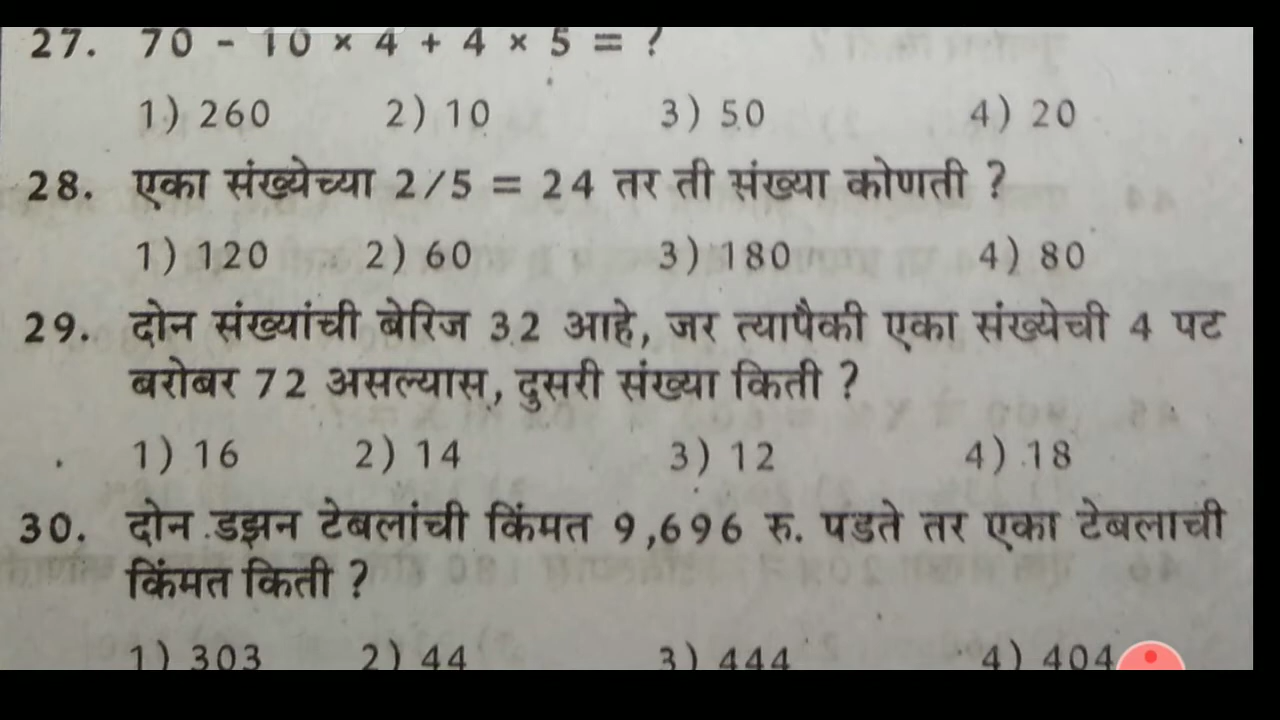 27. 70 - 10 × 4 + 4 × 5 = ?
1) 260 2) 10 3) 50 4) 20
28. एका संख्येच्या 2/5 = 24 तर ती संख्या कोणती ?
1) 120 2) 60 3) 180 4) 80
29. दोन संख्यांची बेरिज 32 आहे, जर त्यापैकी एका संख्येची 4 पट
बरोबर 72 असल्यास, दुसरी संख्या किती ?
1) 16 2) 14 3) 12 4) 18
30. दोन डझन टेबलांची किंमत 9,696 रु. पडते तर एका टेबलाची
किंमत किती ?
1) 303 2) 44 3) 444 4) 404